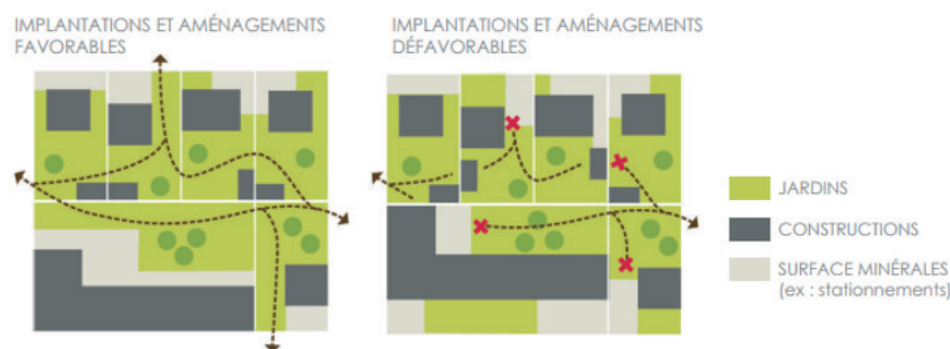 IMPLANTATIONS ET AMÉNAGEMENTS
FAVORABLES
IMPLANTATIONS ET AMÉNAGEMENTS
DÉFAVORABLES
JARDINS
CONSTRUCTIONS
SURFACE MINÉRALES
(ex : stationnements)